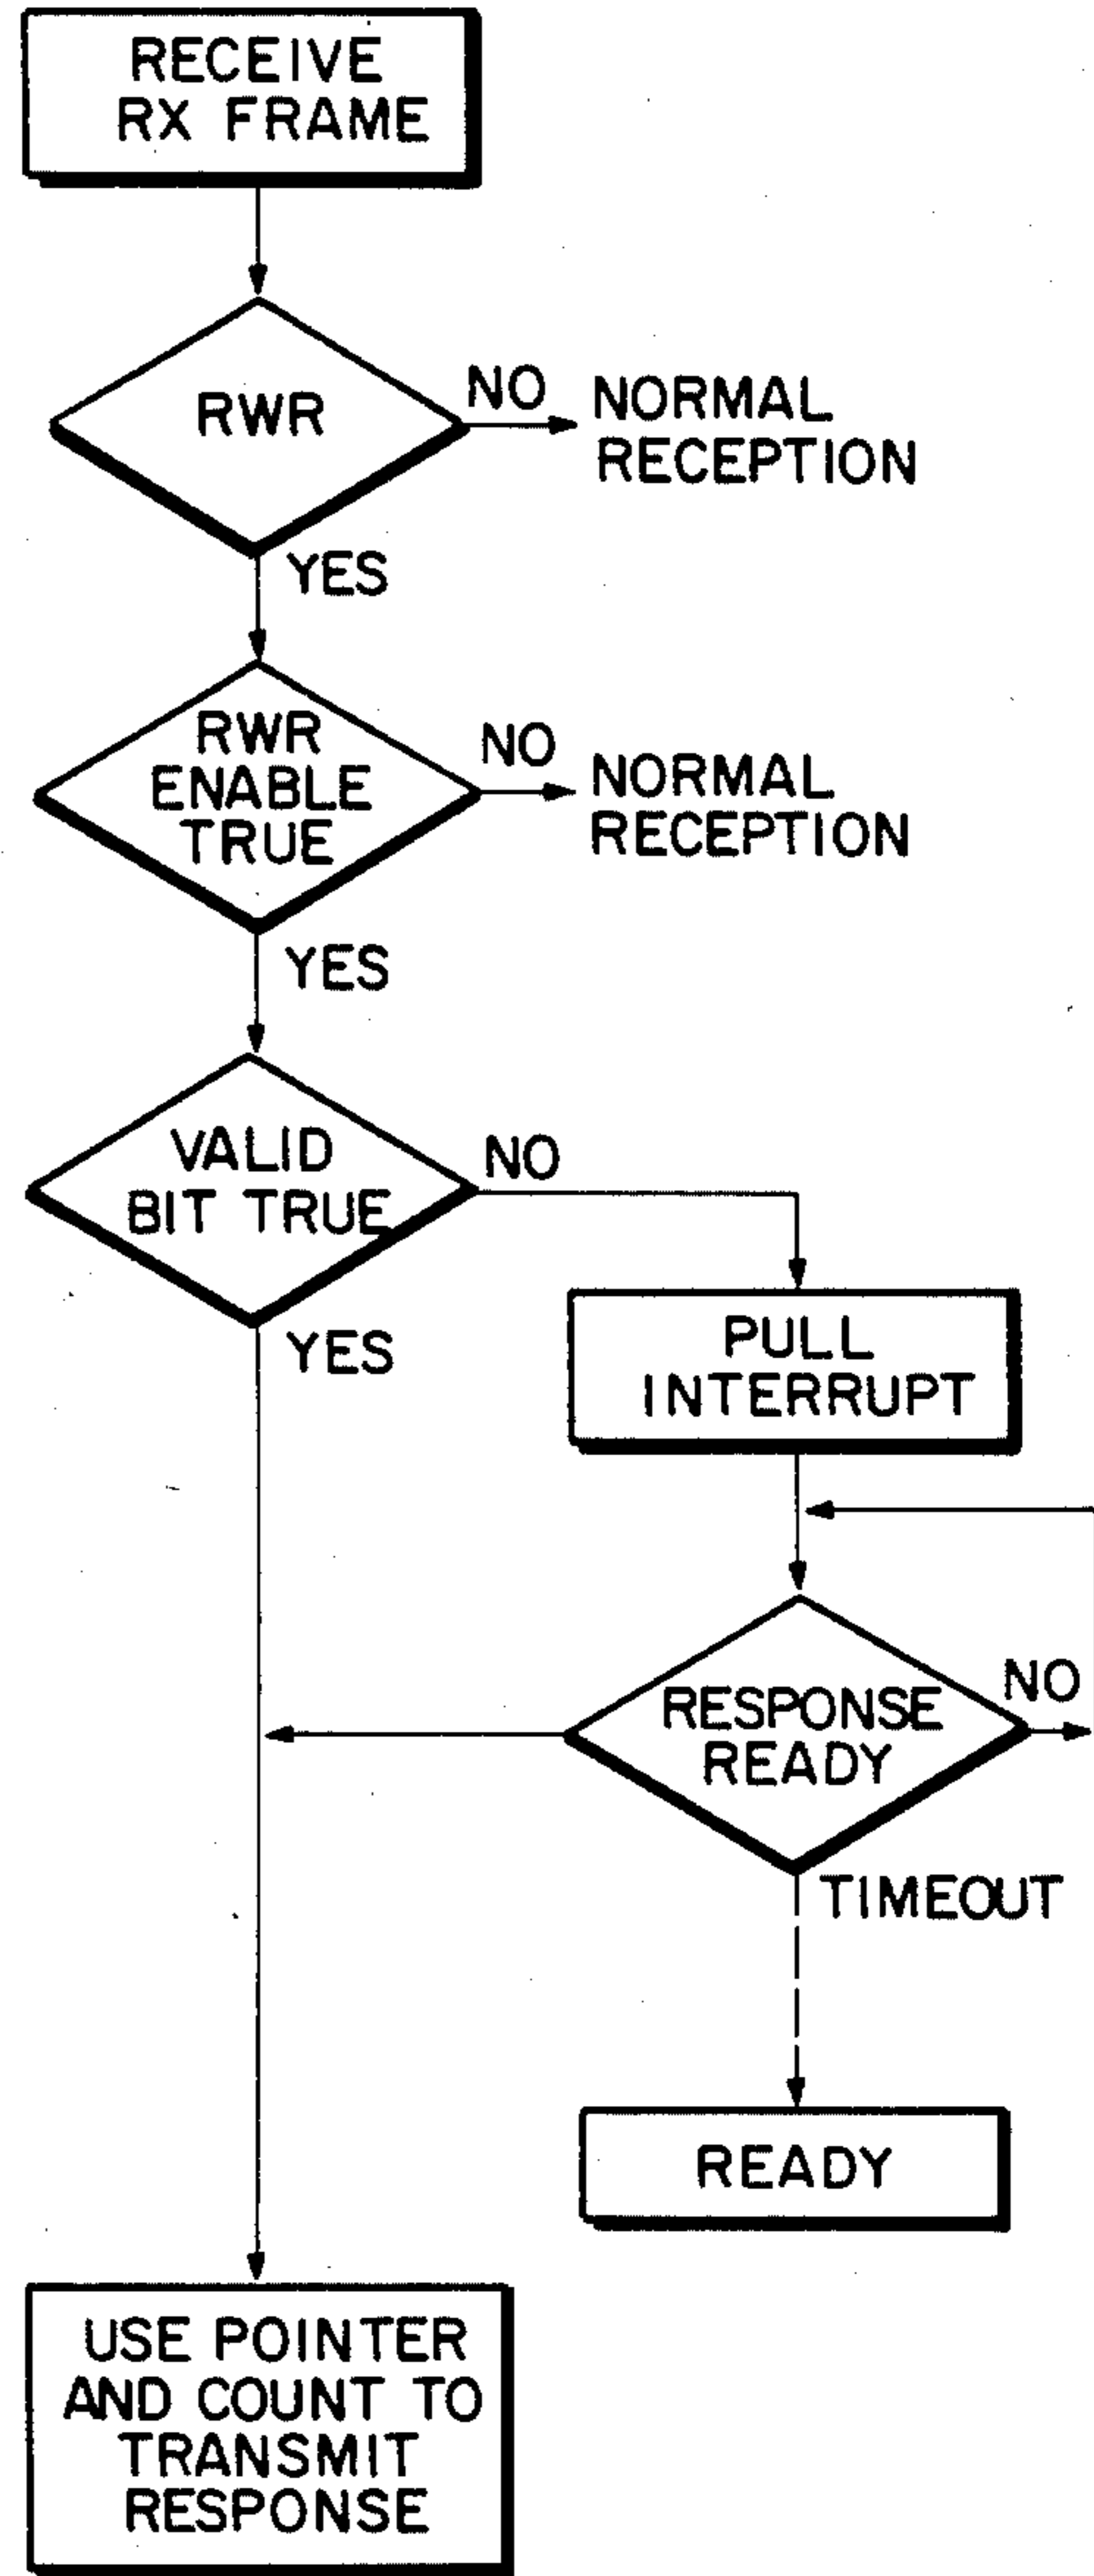 RECEIVE
RX FRAME
RWR
NO
NORMAL
RECEPTION
YES
RWR
ENABLE
TRUE
NO
NORMAL
RECEPTION
YES
VALID
BIT TRUE
NO
YES
PULL
INTERRUPT
RESPONSE
READY
NO
TIMEOUT
READY
USE POINTER
AND COUNT TO
TRANSMIT
RESPONSE